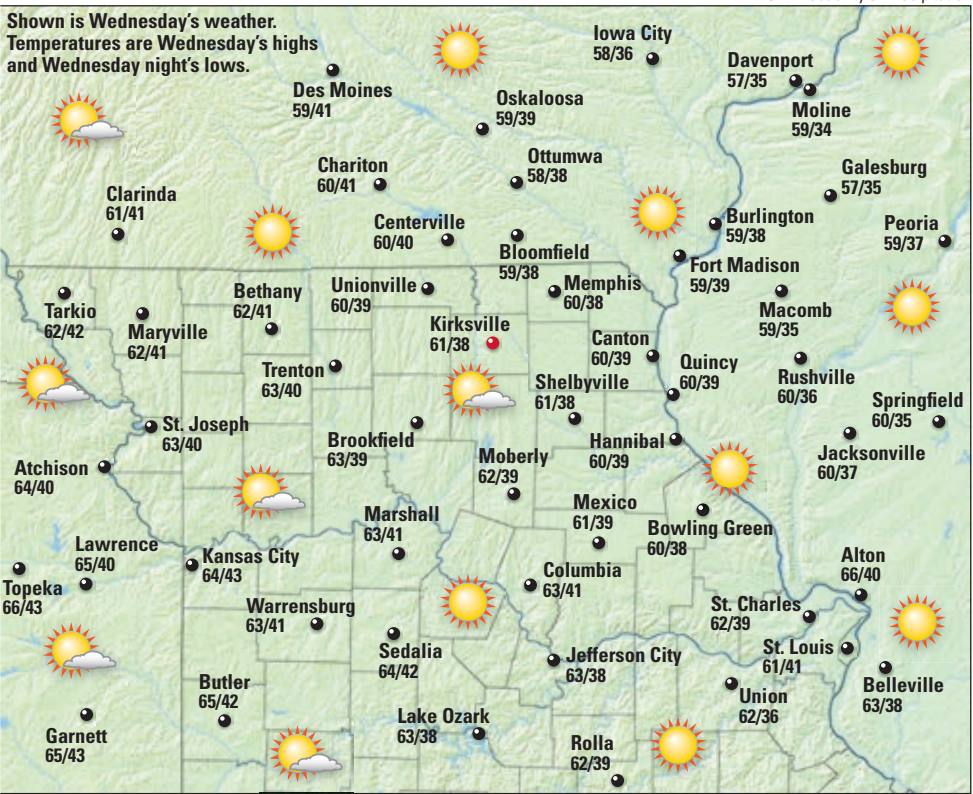 Shown is Wednesday's weather.
Temperatures are Wednesday's highs
and Wednesday night's lows.
Iowa City
58/36
Davenport
57/35
Des Moines
59/41
Moline
59/34
Oskaloosa
59/39
Ottumwa
58/38
Chariton
60/41
Galesburg
57/35
Clarinda
61/41
Centerville
60/40
Burlington
59/38
Peoria
59/37
Bloomfield
59/38
Fort Madison
59/39
Tarkio
62/42
Maryville
62/41
Bethany
62/41
Unionville
60/39
Memphis
60/38
Macomb
59/35
Kirksville
61/38
Canton
60/39
Trenton
63/40
Quincy
60/39
Rushville
60/36
Shelbyville
61/38
Springfield
60/35
St. Joseph
63/40
Brookfield
63/39
Hannibal
60/39
Jacksonville
60/37
Atchison
64/40
Moberly
62/39
Mexico
61/39
Bowling Green
60/38
Marshall
63/41
Lawrence
65/40
Kansas City
64/43
Alton
66/40
Topeka
66/43
Columbia
63/41
Warrensburg
63/41
St. Charles
62/39
Sedalia
64/42
Jefferson City
63/38
St. Louis
61/41
Belleville
63/38
Butler
65/42
Union
62/36
Garnett
65/43
Lake Ozark
63/38
Rolla
62/39